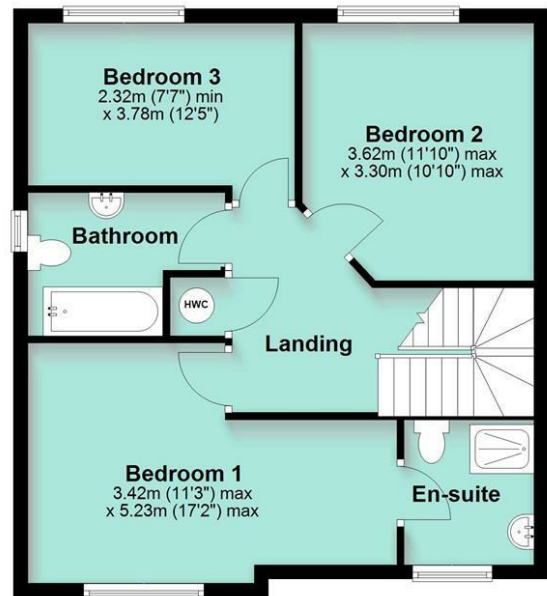 Bedroom 3
2.32m (7'7") min
x 3.78m (12'5")
Bedroom 2
3.62m (11'10") max
x 3.30m (10'10") max
Bathroom
HWC
Landing
Bedroom 1
3.42m (11'3") max
x 5.23m (17'2") max
En-suite